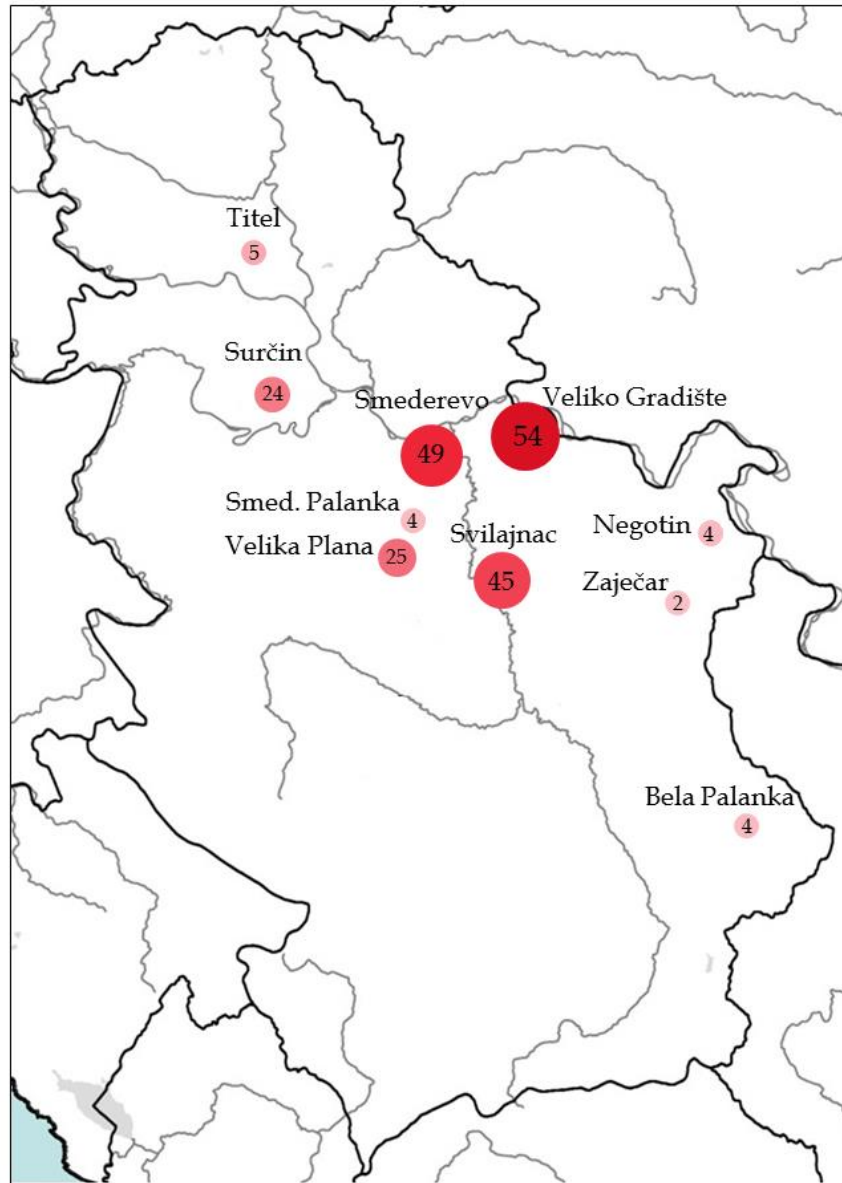 Titel
5
Surčin
24
Smederevo
49
Veliko Gradište
54
Smed. Palanka
4
Velika Plana
25
Svilajnac
45
Negotin
4
Zaječar
2
Bela Palanka
4